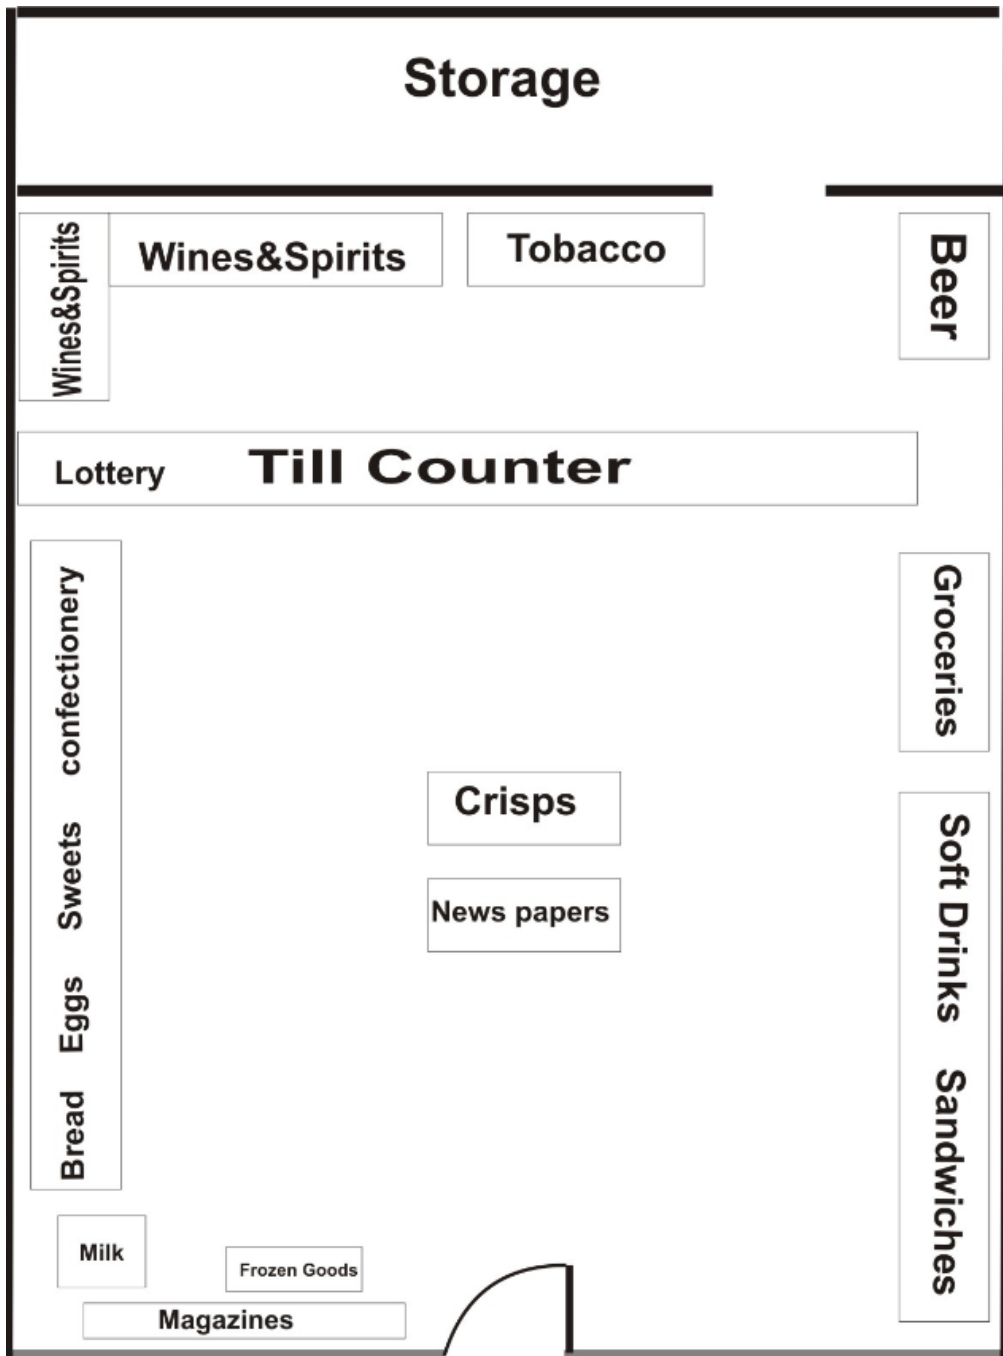 Storage
Wines&Spirits
Wines&Spirits
Tobacco
Beer
Lottery
Till Counter
confectionery
Sweets
Eggs
Bread
Groceries
Crisps
News papers
Soft Drinks
Sandwiches
Milk
Frozen Goods
Magazines